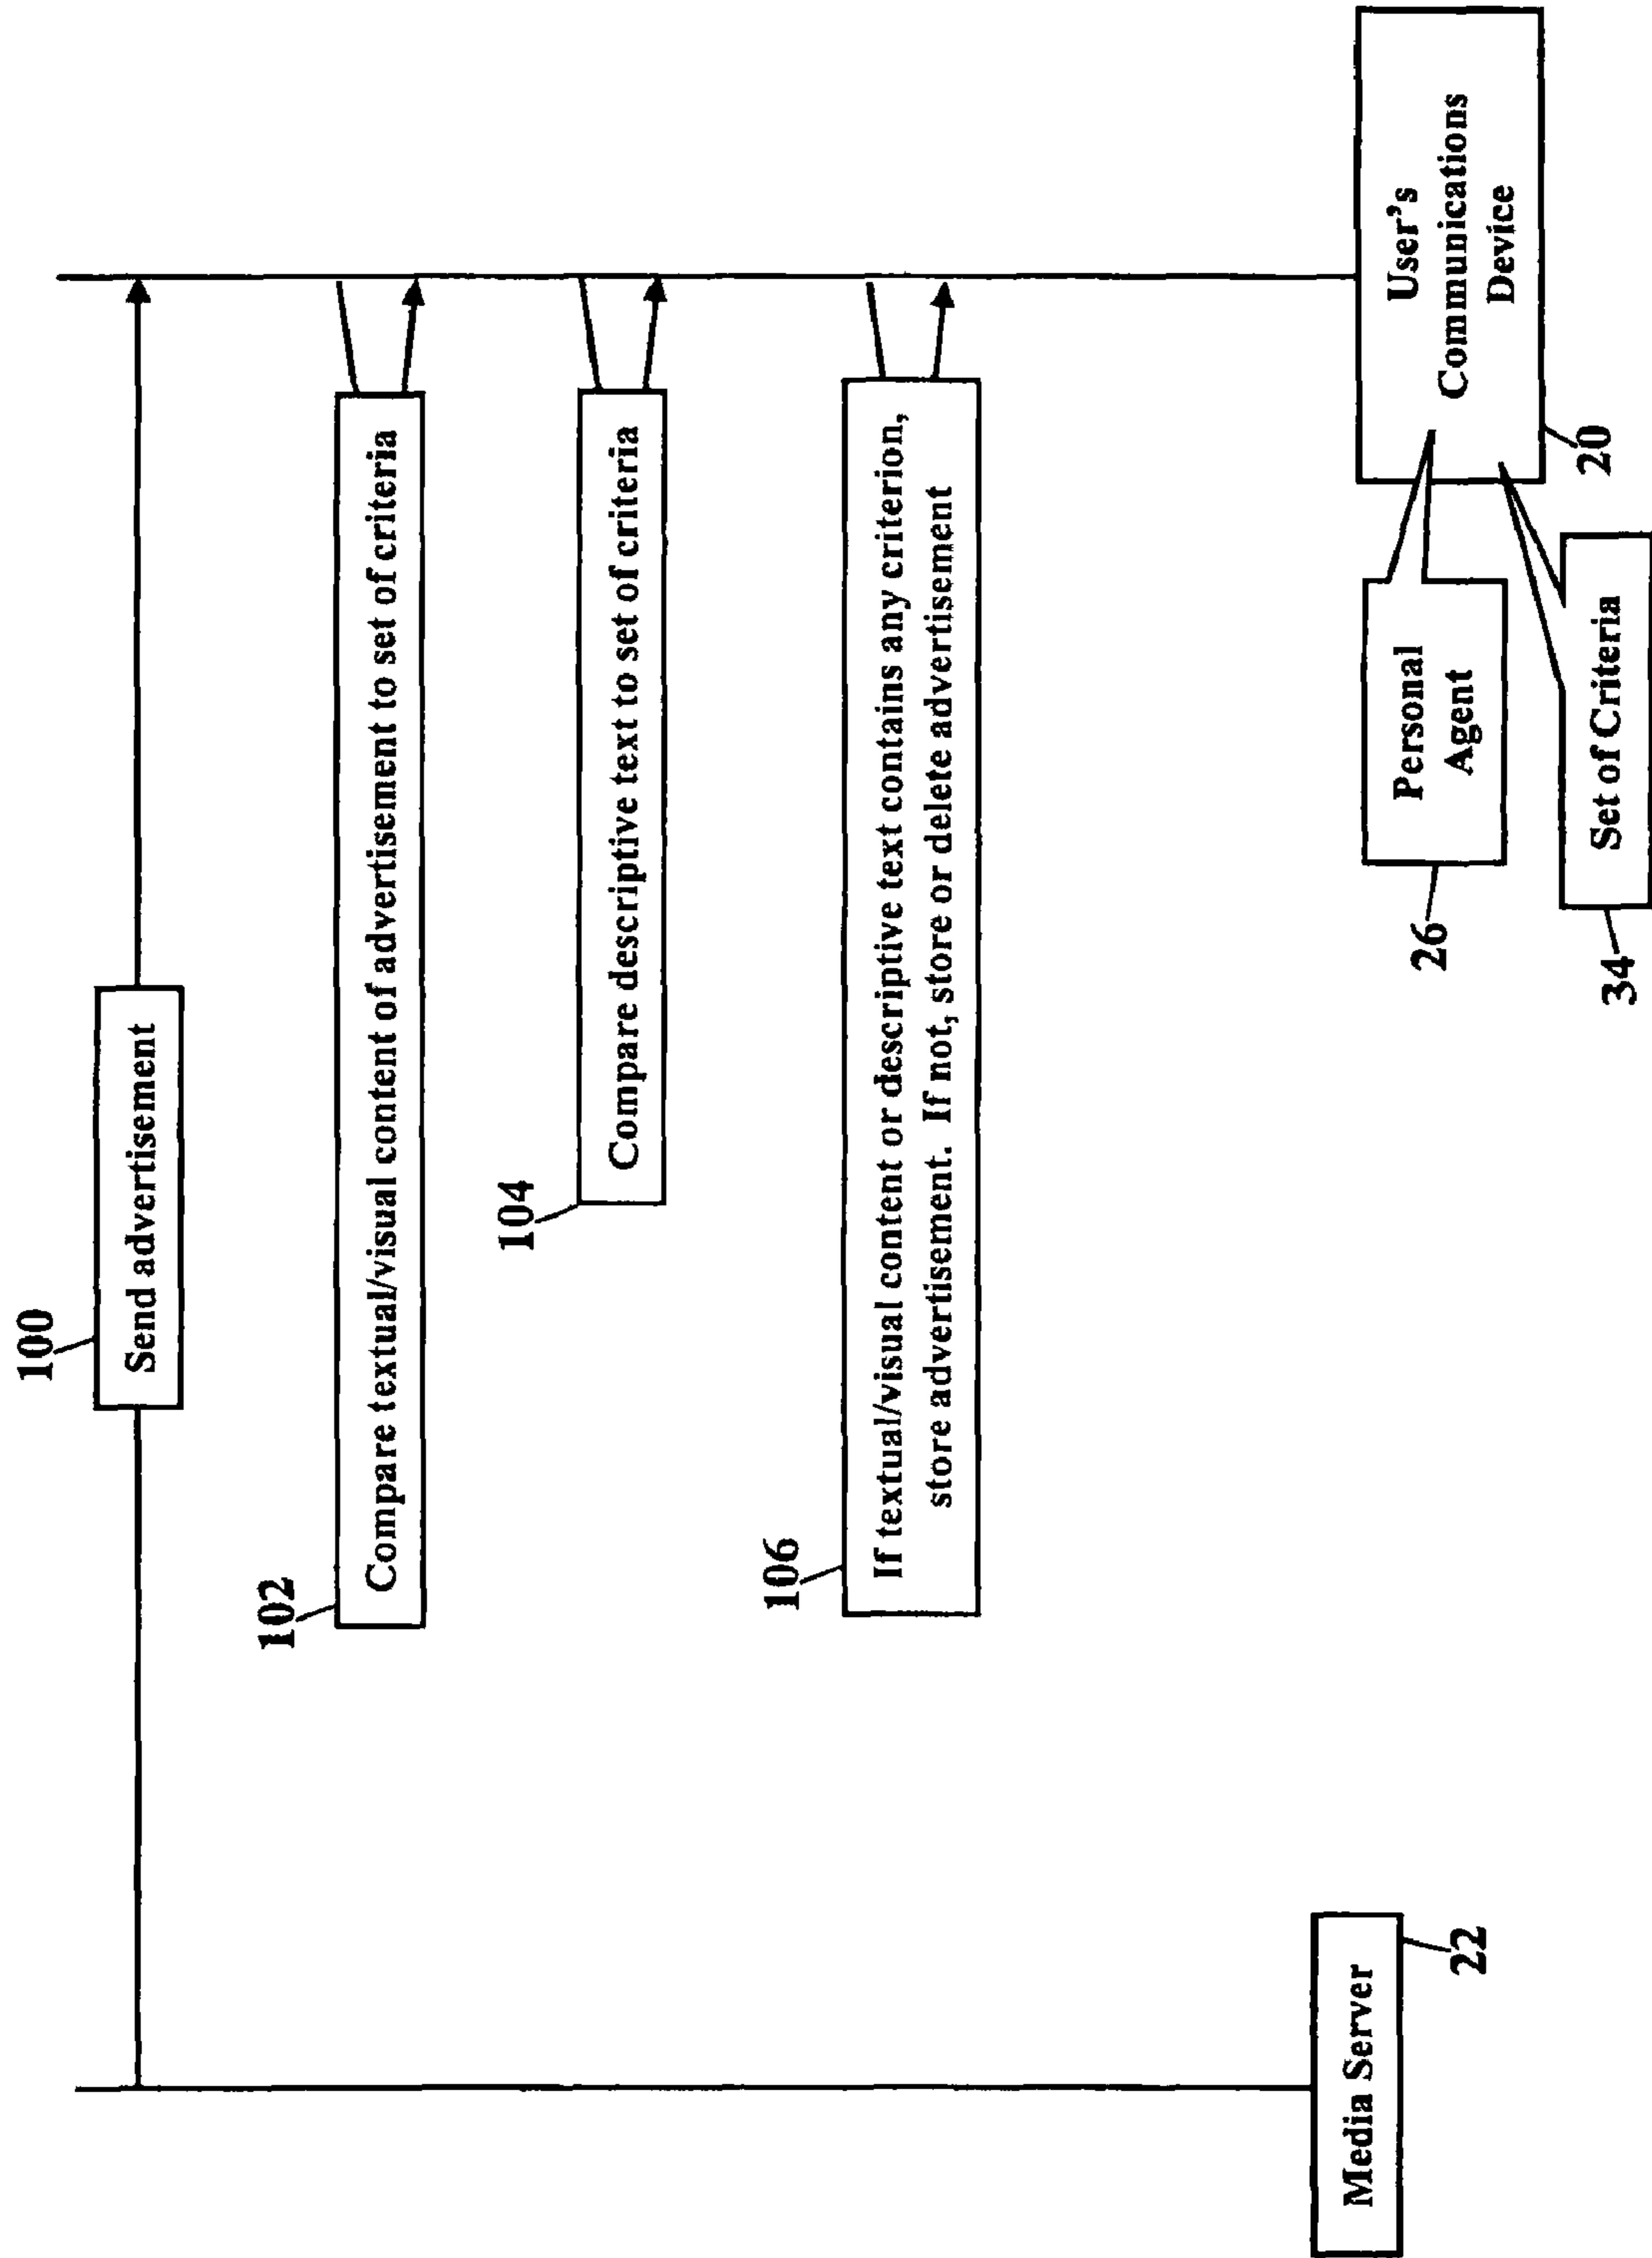 100
Send advertisement
102
Compare textual/visual content of advertisement to set of criteria
104
Compare descriptive text to set of criteria
106
If textual/visual content or descriptive text contains any criterion,
store advertisement. If not, store or delete advertisement
Media Server
22
User's
Communications
Device
20
Personal
Agent
26
Set of Criteria
34